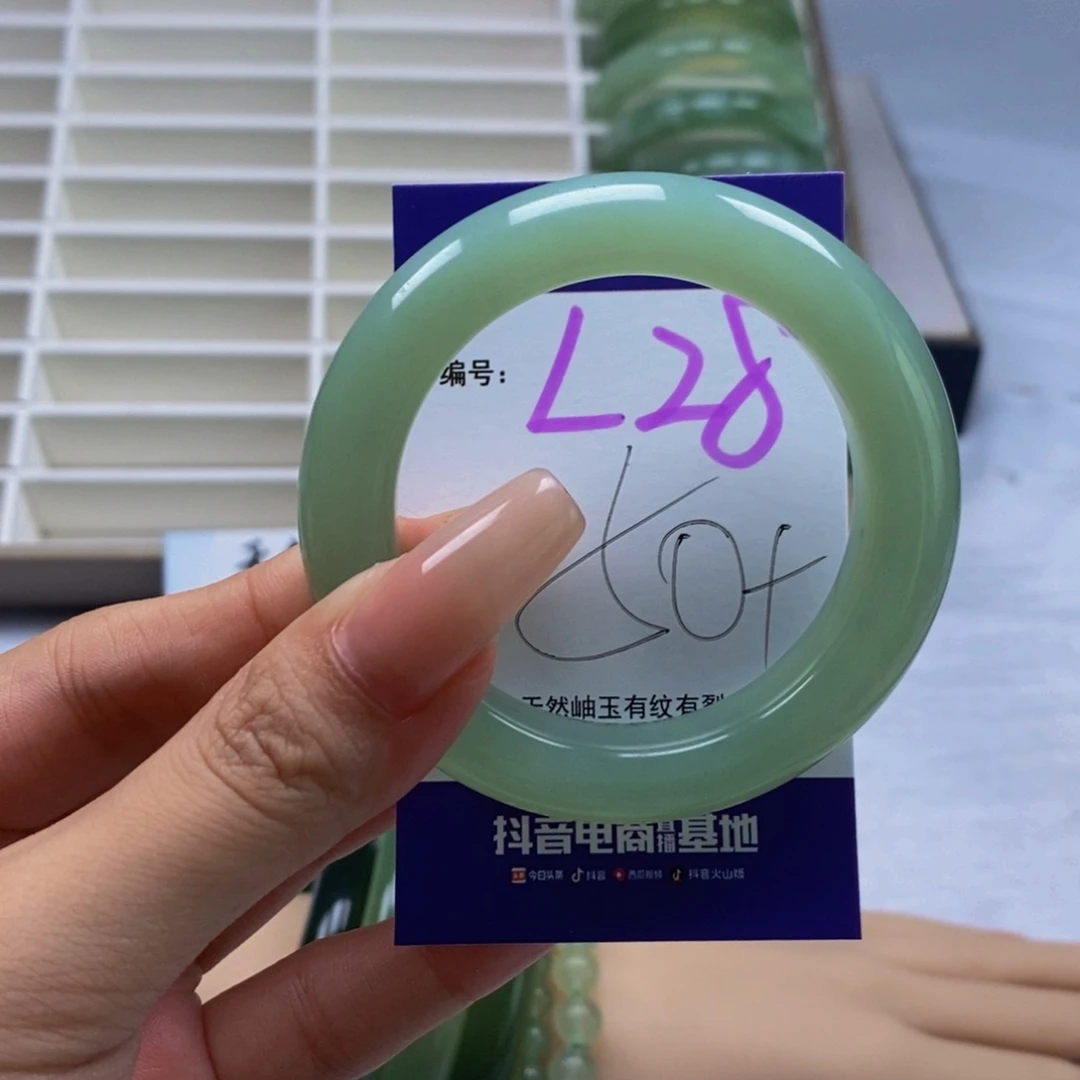 编号： L28
50+
天然岫玉有纹有裂
抖音电商直播基地
今日头条 抖音 西瓜视频 抖音火山版